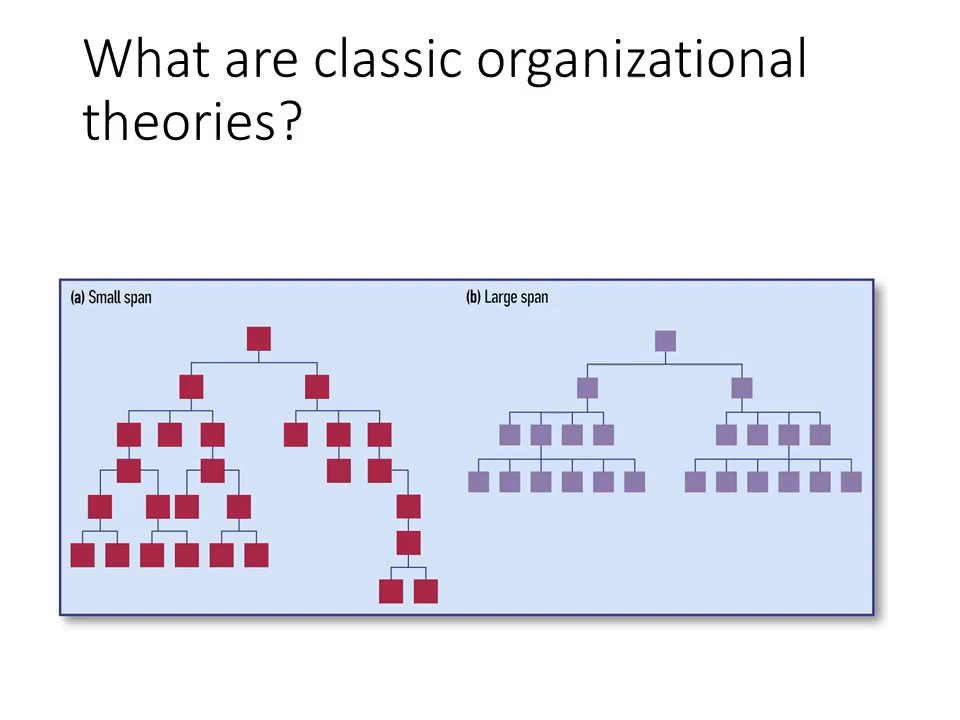 What are classic organizational
theories?
(a) Small span
(b) Large span